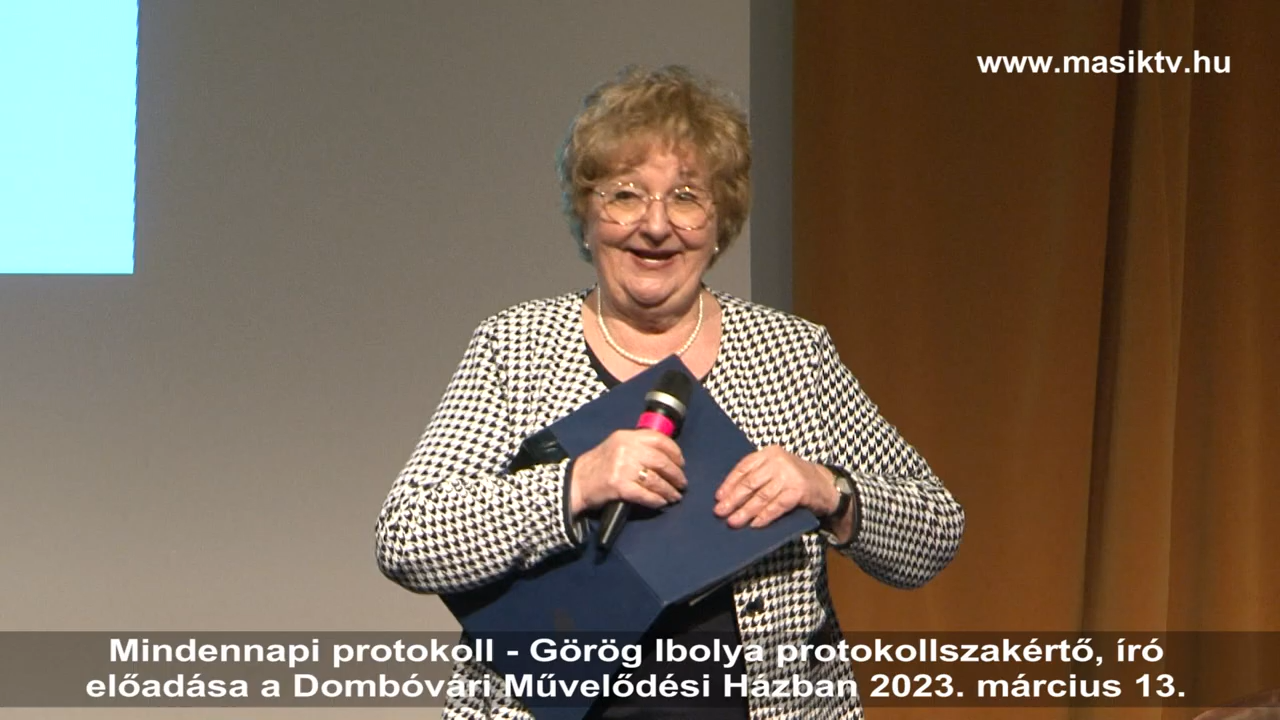 www.masiktv.hu
Mindennapi protokoll - Görög Ibolya protokollszakértő, író
előadása a Dombóvári Művelődési Házban 2023. március 13.